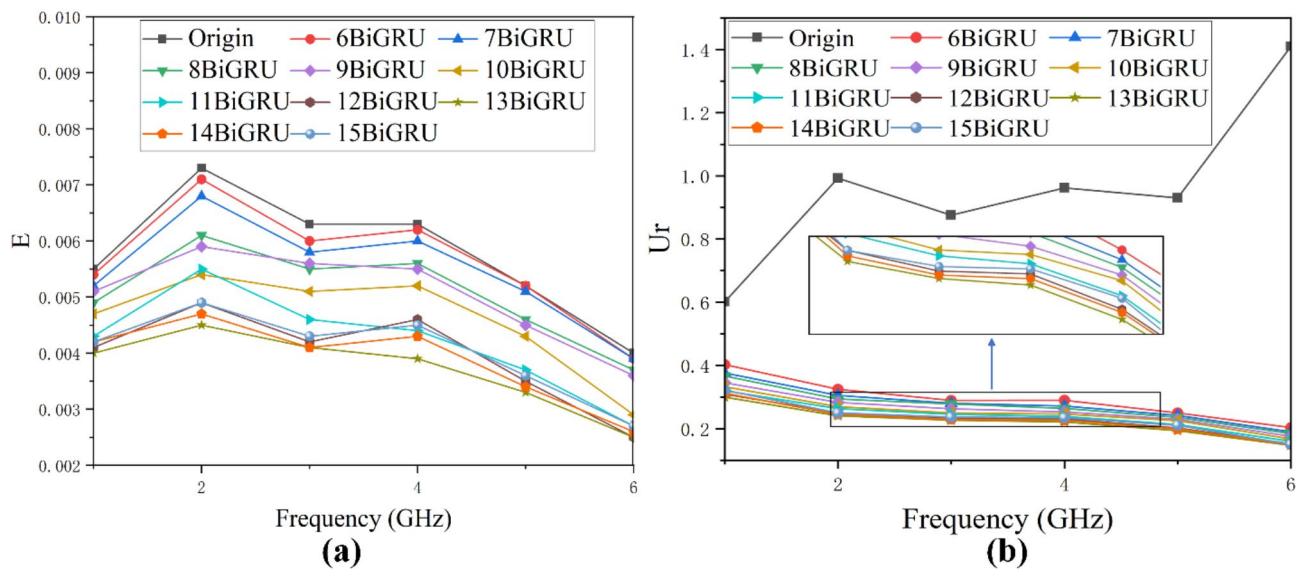 0.010
0.009
0.008
0.007
0.006
0.005
0.004
0.003
0.002
E
Origin 6BiGRU 7BiGRU
8BiGRU 9BiGRU 10BiGRU
11BiGRU 12BiGRU 13BiGRU
14BiGRU 15BiGRU
2 4 6
Frequency (GHz)
(a)
1.4
1.2
1.0
0.8
0.6
0.4
0.2
Ur
Origin 6BiGRU 7BiGRU
8BiGRU 9BiGRU 10BiGRU
11BiGRU 12BiGRU 13BiGRU
14BiGRU 15BiGRU
2 4 6
Frequency (GHz)
(b)